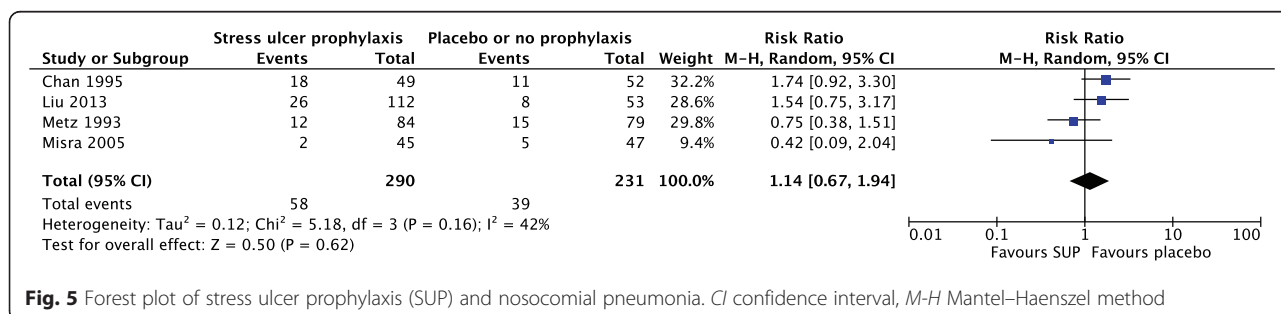 Stress ulcer prophylaxis Placebo or no prophylaxis Risk Ratio Risk Ratio
Study or Subgroup Events Total Events Total Weight M-H, Random, 95% CI M-H, Random, 95% CI
Chan 1995 18 49 11 52 32.2% 1.74 [0.92, 3.30]
Liu 2013 26 112 8 53 28.6% 1.54 [0.75, 3.17]
Metz 1993 12 84 15 79 29.8% 0.75 [0.38, 1.51]
Misra 2005 2 45 5 47 9.4% 0.42 [0.09, 2.04]
Total (95% CI) 290 231 100.0% 1.14 [0.67, 1.94]
Total events 58 39
Heterogeneity: Tau² = 0.12; Chi² = 5.18, df = 3 (P = 0.16); I² = 42%
Test for overall effect: Z = 0.50 (P = 0.62)
0.01 0.1 1 10 100
Favours SUP Favours placebo
Fig. 5 Forest plot of stress ulcer prophylaxis (SUP) and nosocomial pneumonia. CI confidence interval, M-H Mantel–Haenszel method